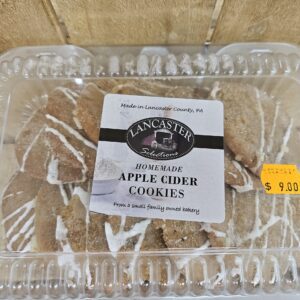 Made in Lancaster County, PA
LANCASTER
Selections
HOMEMADE
APPLE CIDER
COOKIES
From a small family owned bakery
$ 9.00